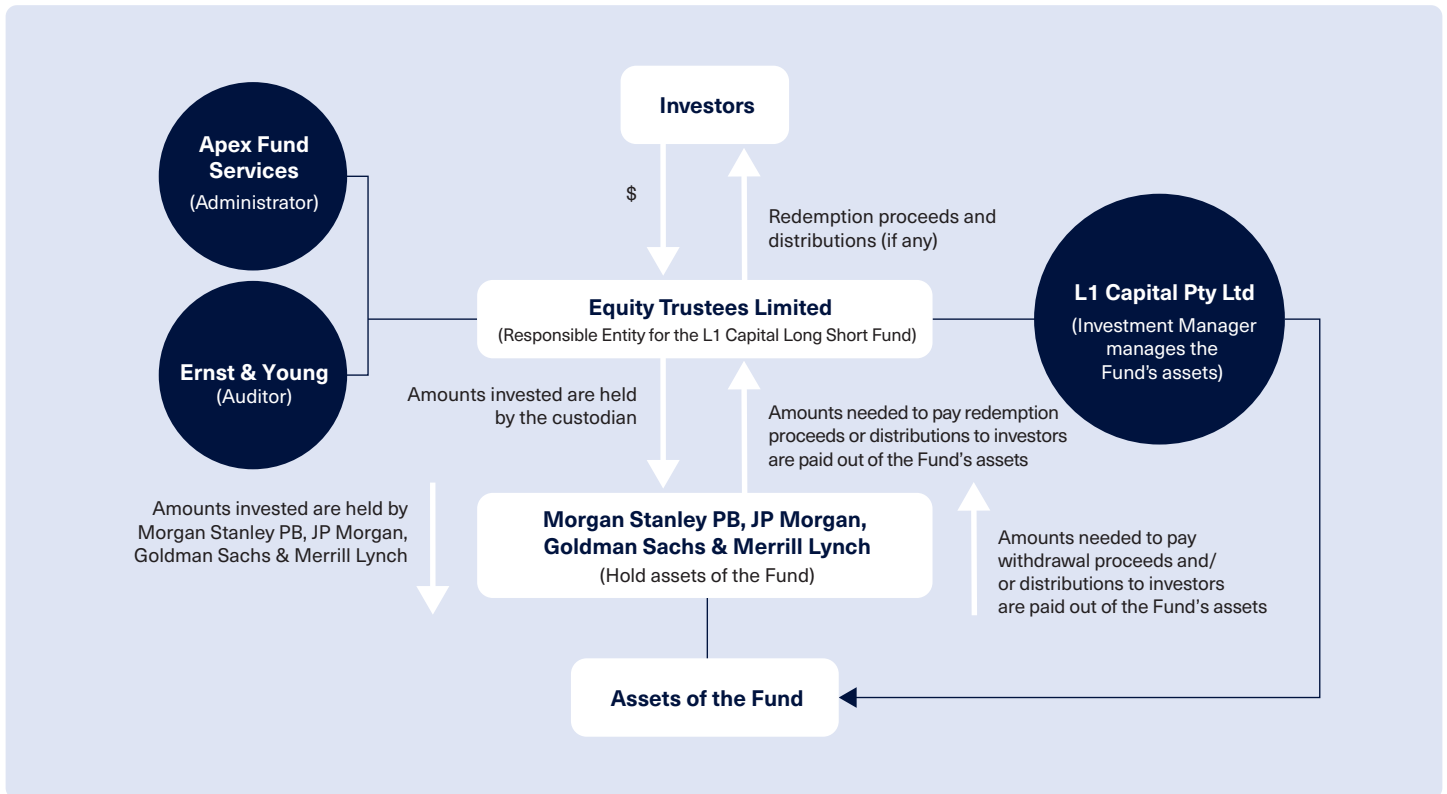 Investors
Apex Fund
Services
(Administrator)
$
Redemption proceeds and
distributions (if any)
Equity Trustees Limited
(Responsible Entity for the L1 Capital Long Short Fund)
L1 Capital Pty Ltd
(Investment Manager
manages the
Fund's assets)
Ernst & Young
(Auditor)
Amounts invested are held
by the custodian
Amounts needed to pay redemption
proceeds or distributions to investors
are paid out of the Fund's assets
Amounts invested are held by
Morgan Stanley PB, JP Morgan,
Goldman Sachs & Merrill Lynch
Morgan Stanley PB, JP Morgan,
Goldman Sachs & Merrill Lynch
(Hold assets of the Fund)
Amounts needed to pay
withdrawal proceeds and/
or distributions to investors
are paid out of the Fund's assets
Assets of the Fund